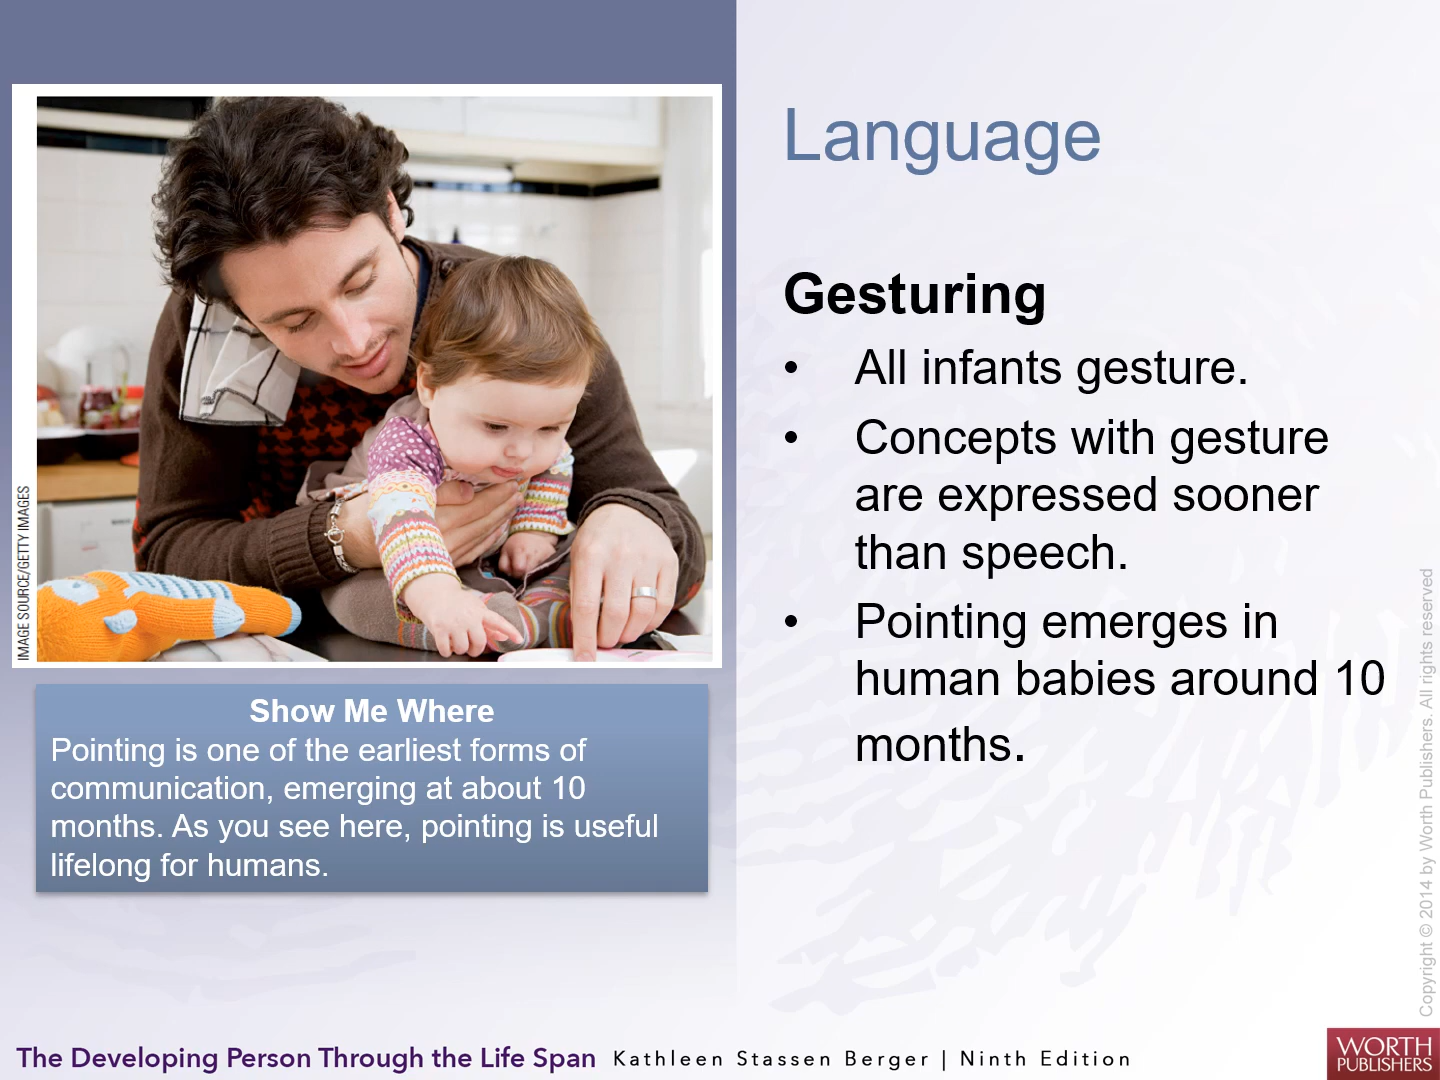 IMAGE SOURCE/GETTY IMAGES
Show Me Where
Pointing is one of the earliest forms of
communication, emerging at about 10
months. As you see here, pointing is useful
lifelong for humans.
Language
Gesturing
• All infants gesture.
• Concepts with gesture
are expressed sooner
than speech.
• Pointing emerges in
human babies around 10
months.
Copyright © 2014 by Worth Publishers. All rights reserved
The Developing Person Through the Life Span Kathleen Stassen Berger | Ninth Edition
WORTH
PUBLISHERS